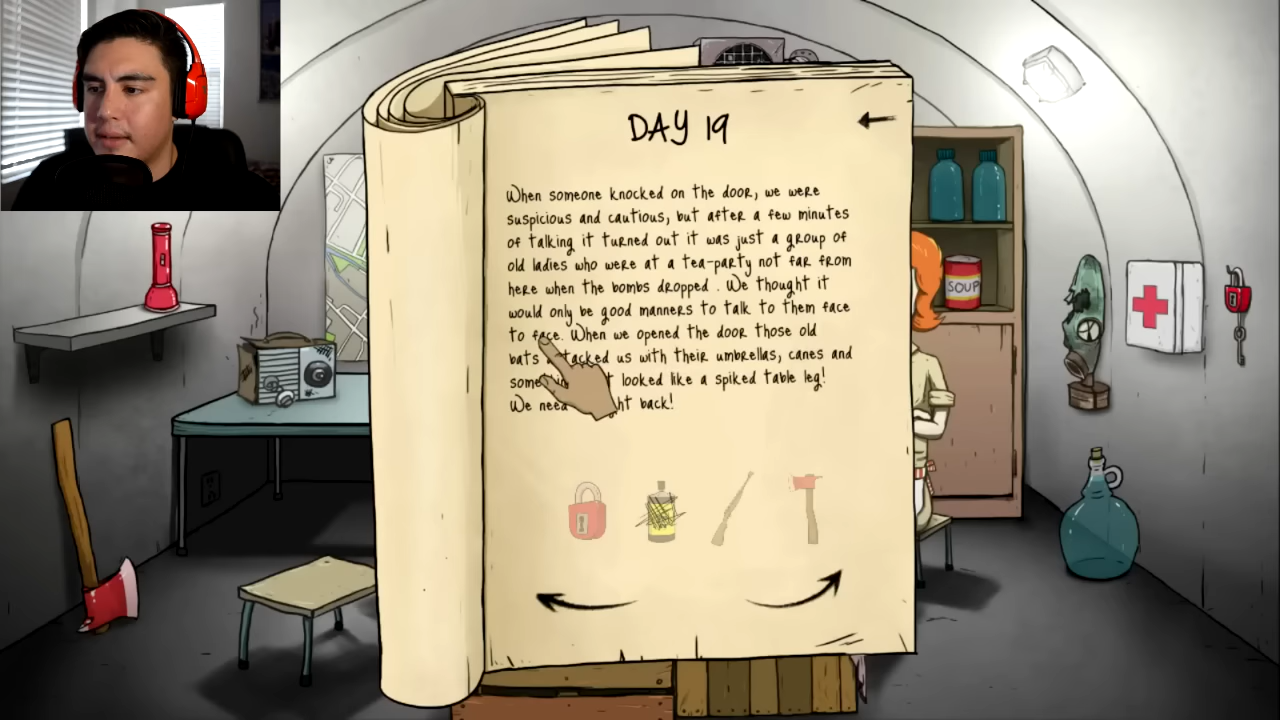 DAY 19
When someone knocked on the door, we were
suspicious and cautious, but after a few minutes
of talking it turned out it was just a group of
old ladies who were at a tea-party not far from
here when the bombs dropped . We thought it
would only be good manners to talk to them face
to face. When we opened the door those old
bats attacked us with their umbrellas, canes and
looked like a spiked table leg!
We need back!
SOUP